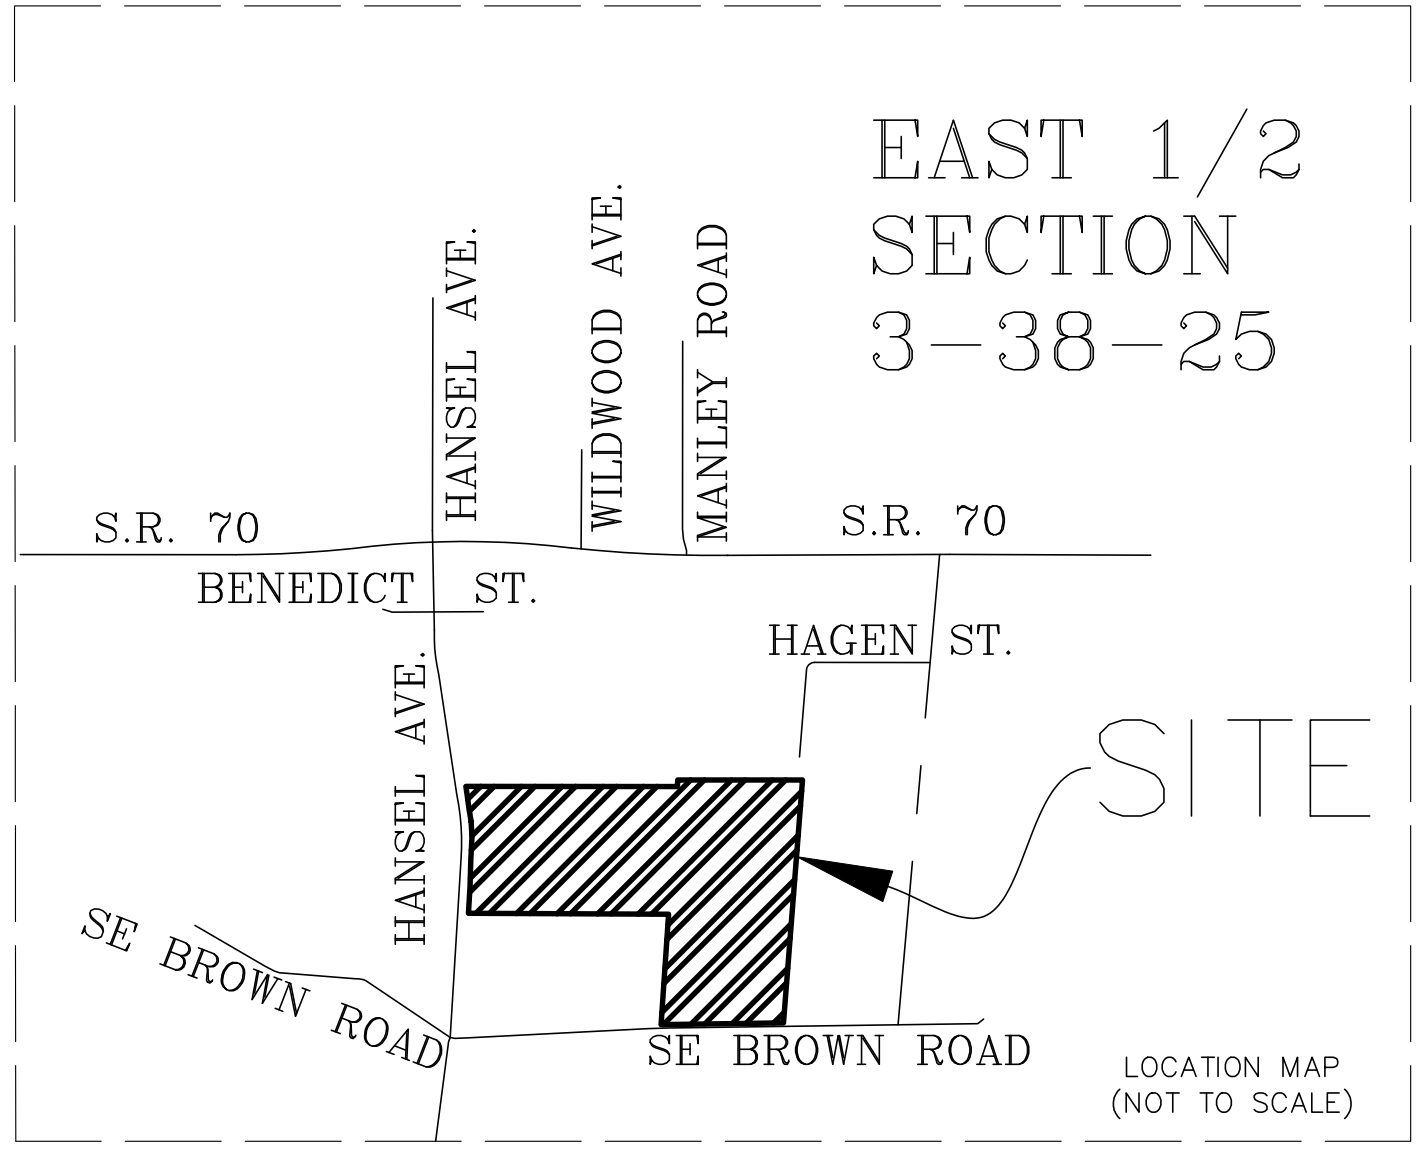 EAST 1/2
SECTION
3-38-25
HANSEL AVE.
WILDWOOD AVE.
MANLEY ROAD
S.R. 70
S.R. 70
BENEDICT ST.
HAGEN ST.
HANSEL AVE.
SITE
SE BROWN ROAD
SE BROWN ROAD
LOCATION MAP
(NOT TO SCALE)